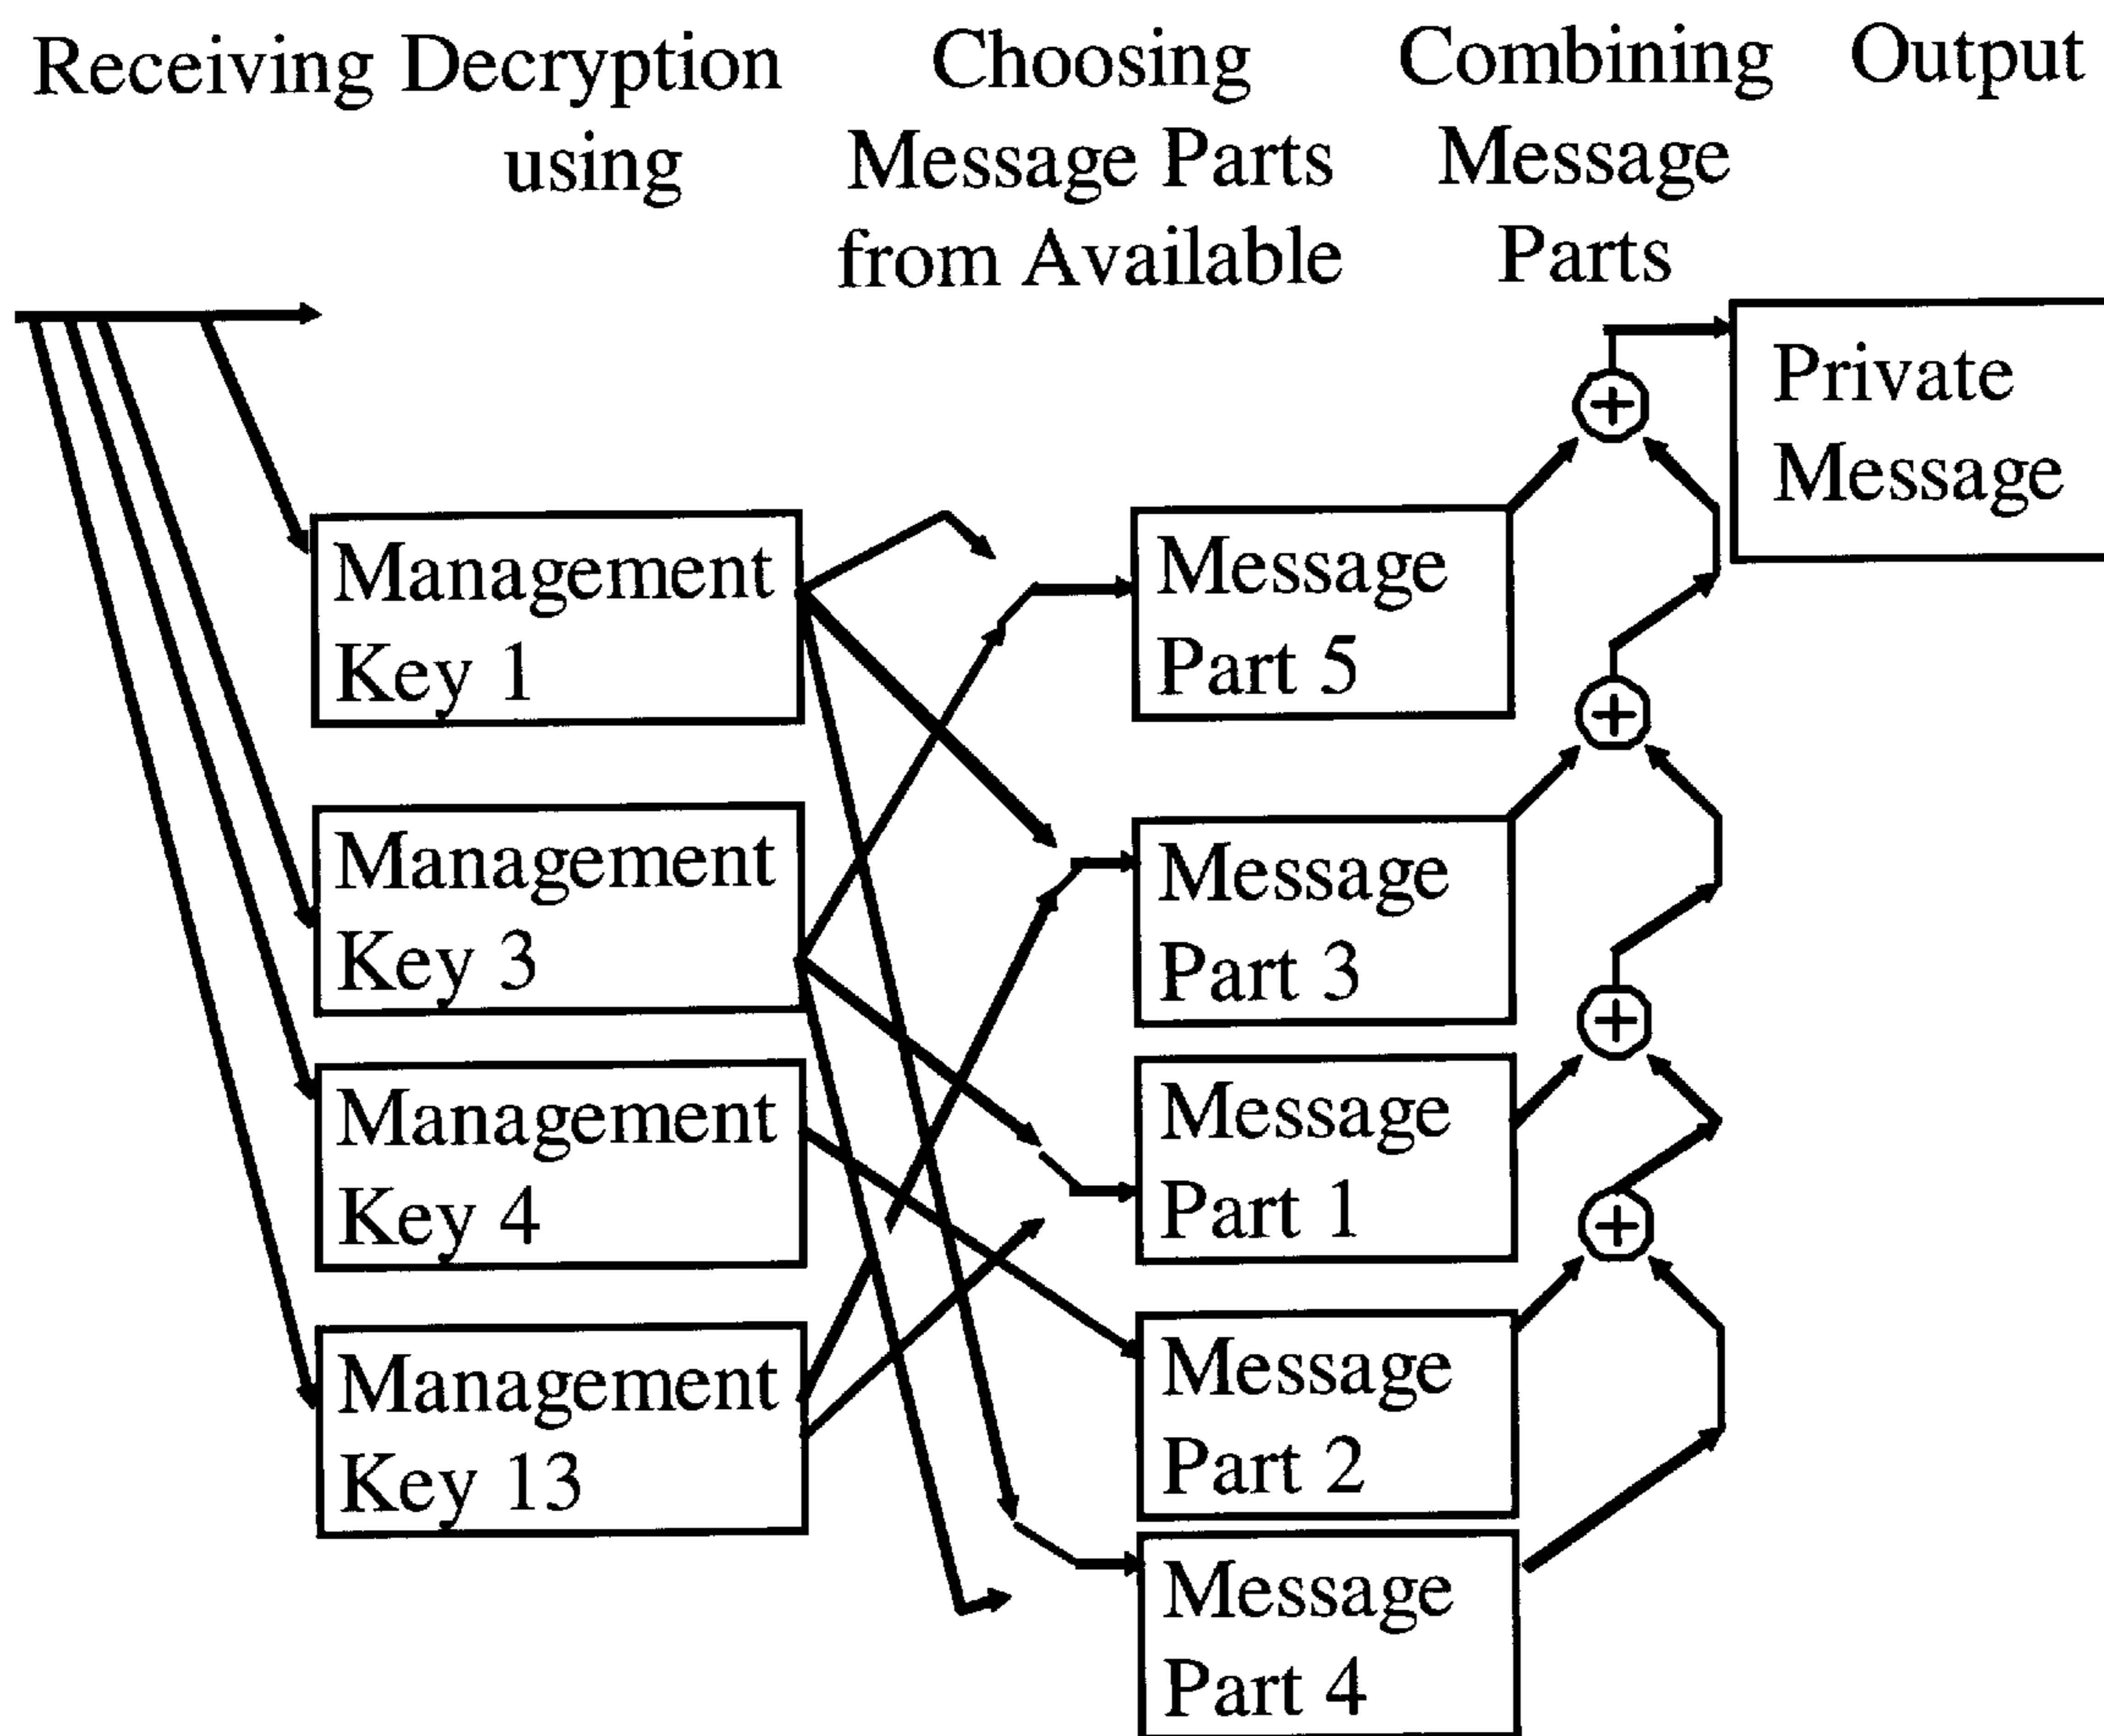 Receiving
Decryption
using
Choosing
Message Parts
from Available
Combining
Message
Parts
Output
Private
Message
Management
Key 1
Management
Key 3
Management
Key 4
Management
Key 13
Message
Part 5
Message
Part 3
Message
Part 1
Message
Part 2
Message
Part 4